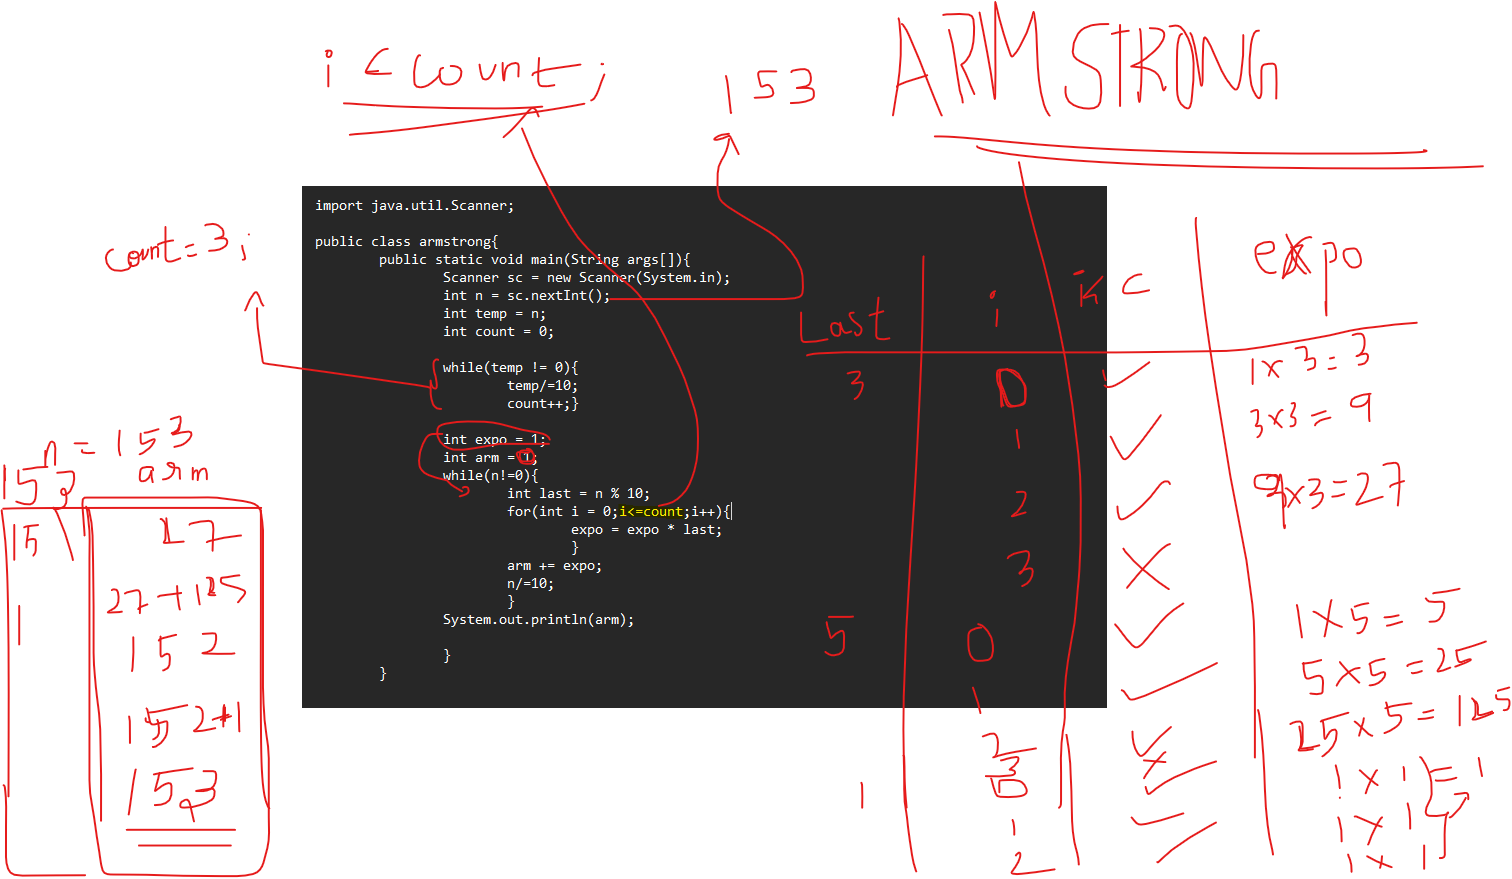 i < count ;
153
ARMSTRONG
import java.util.Scanner;
public class armstrong{
public static void main(String args[]){
Scanner sc = new Scanner(System.in);
int n = sc.nextInt();
int temp = n;
int count = 0;
while(temp != 0){
temp/=10;
count++;}
int expo = 1;
int arm = 1;
while(n!=0){
int last = n % 10;
for(int i = 0;i<=count;i++){
expo = expo * last;
}
arm += expo;
n/=10;
}
System.out.println(arm);
}
}
count = 3;
n = 153
153
arm
15
27
27+125
1
152
152+1
153
Last
i
c
expo
3
0
1x3=3
1
3x3=9
2
9x3=27
3
5
0
1x5=5
1
5x5=25
2
25x5=125
3
1
0
1x1=1
1
1x1
2
1x1